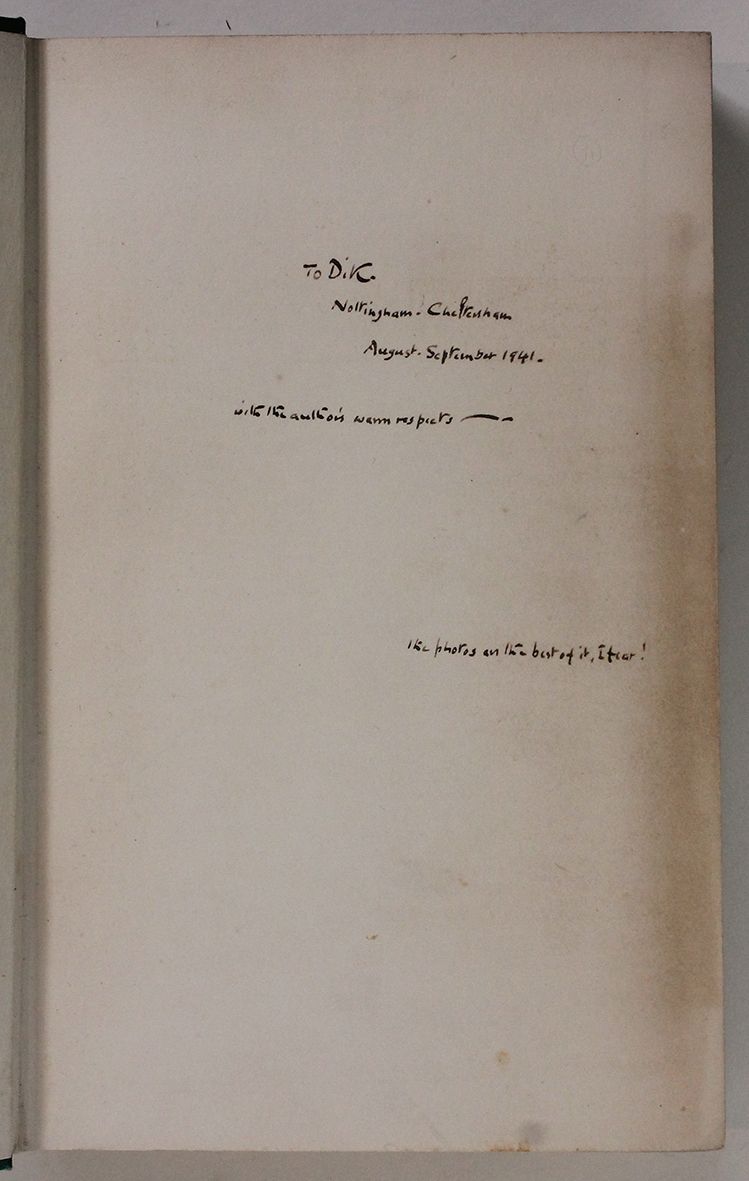 To Dik.
Nottingham - Cheltenham
August - September 1941 -
with the author's warm respects —
the photos are the best of it, I fear!